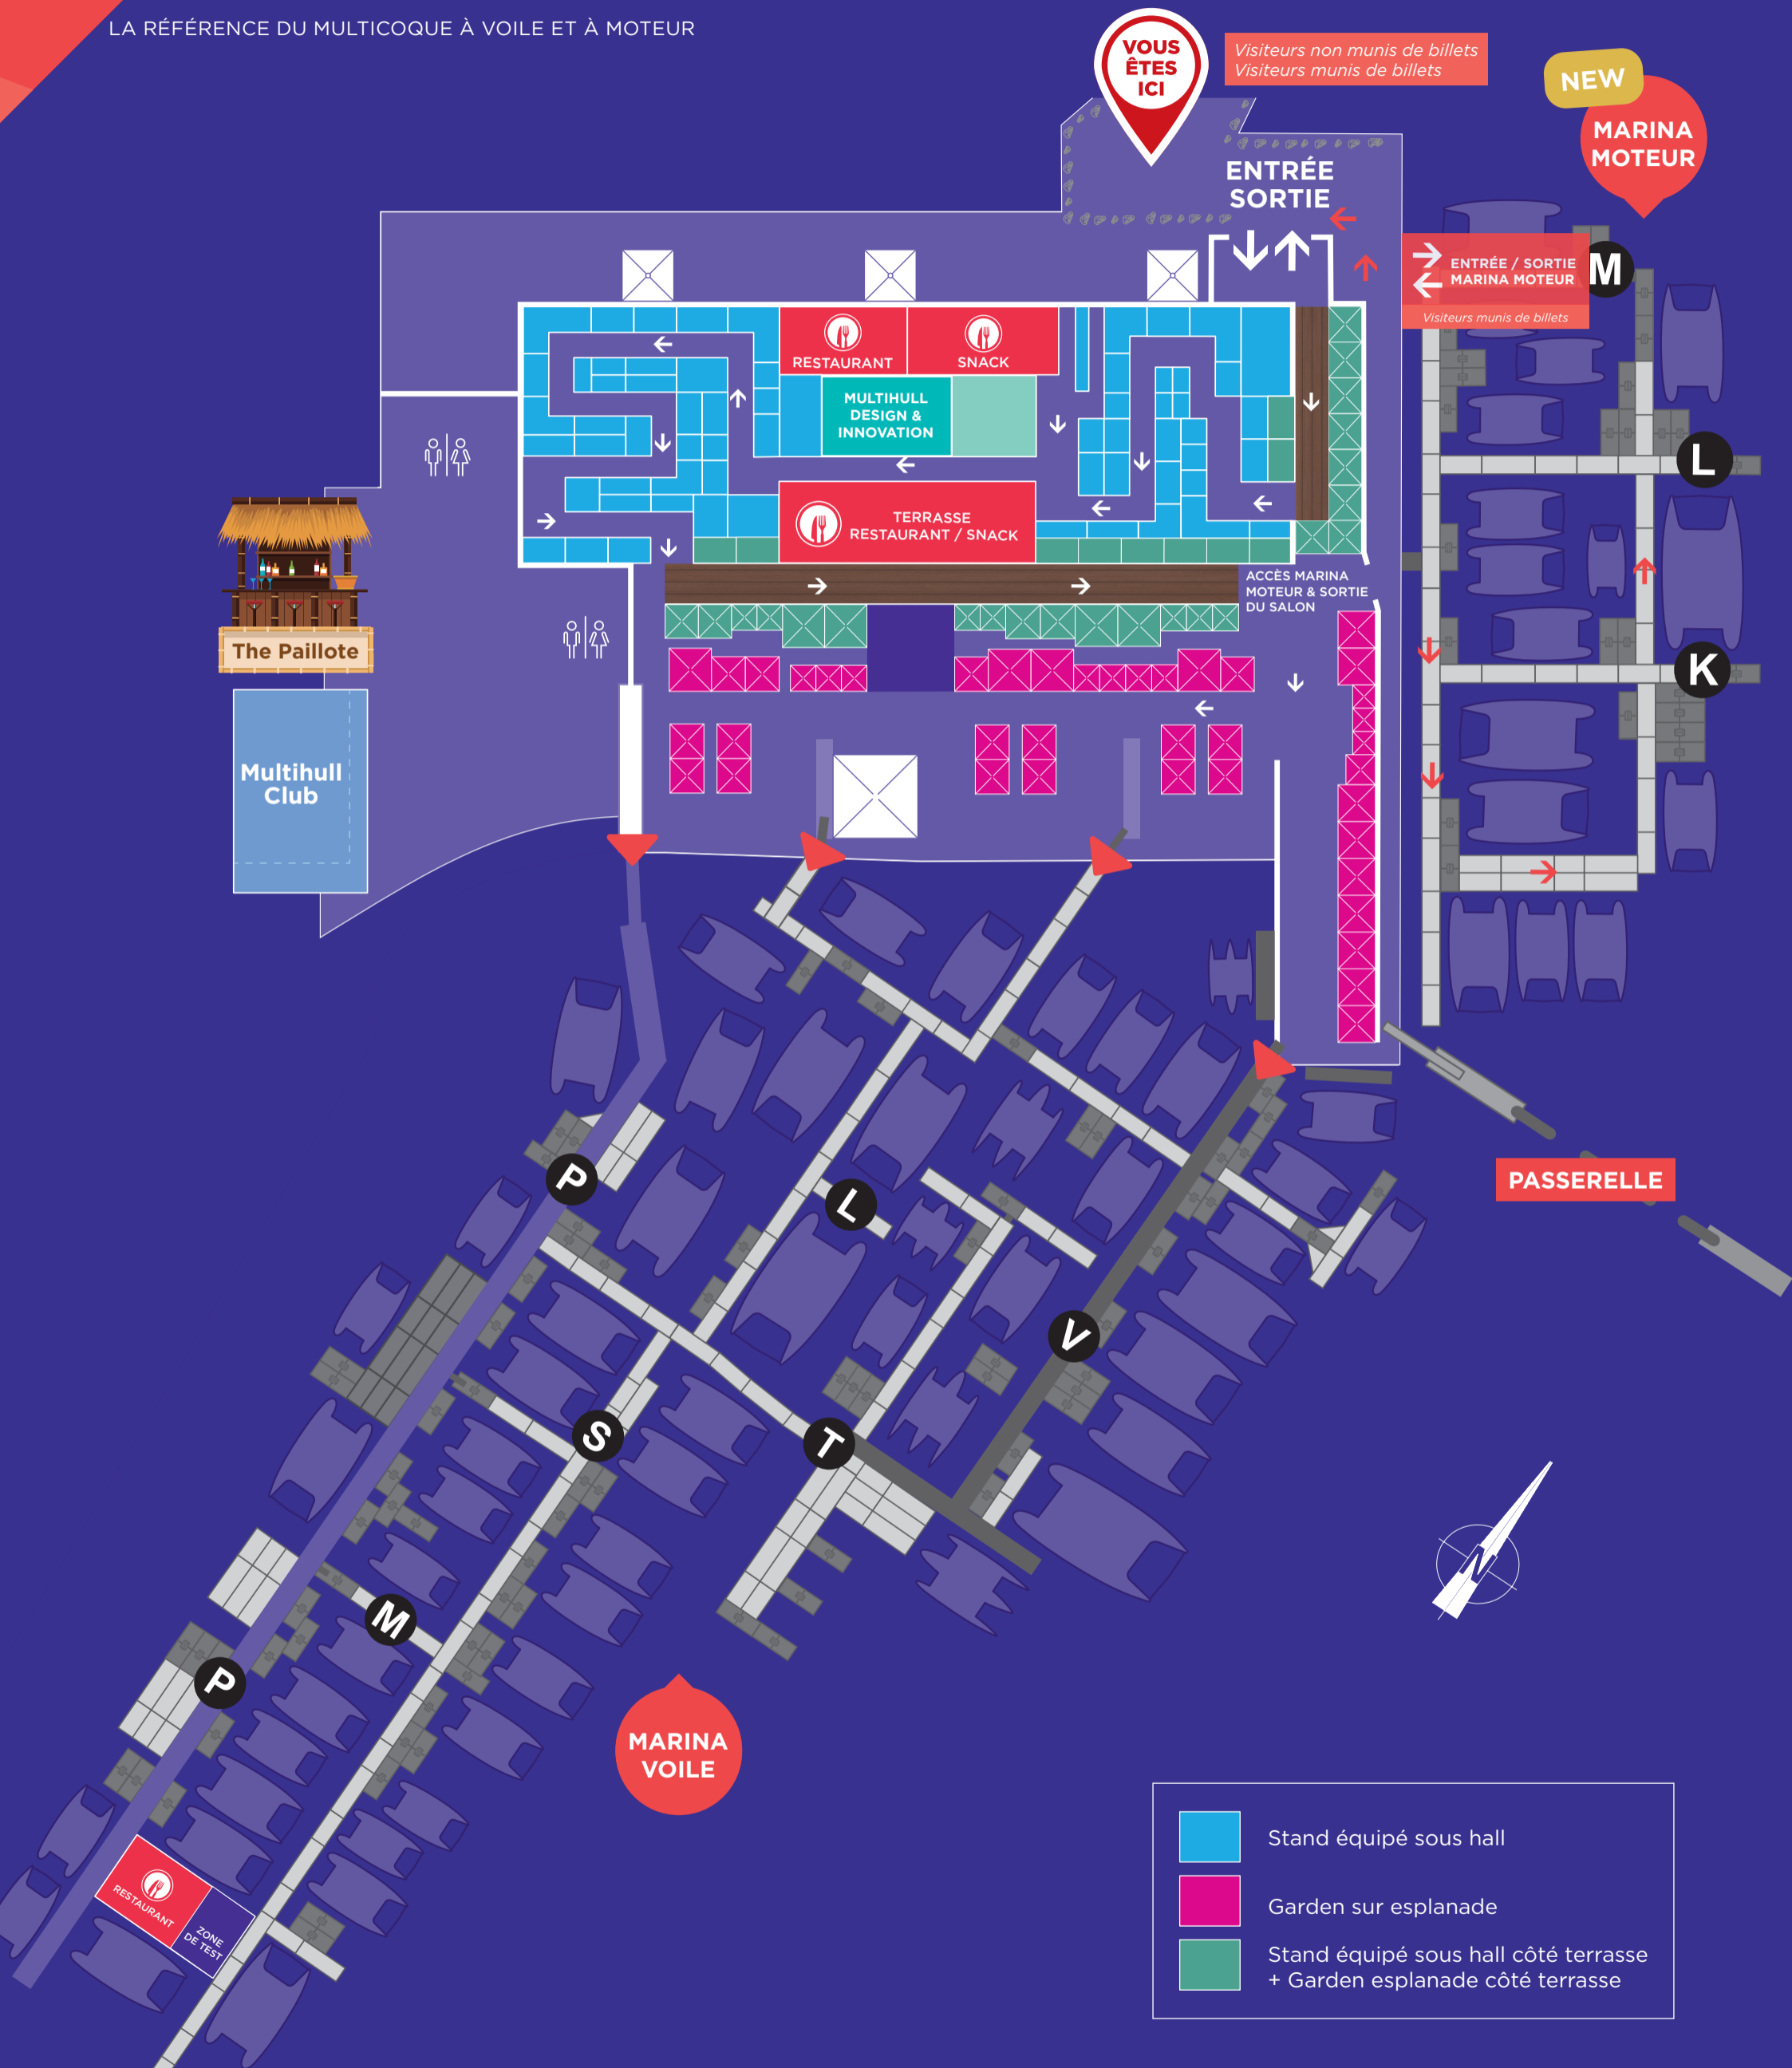 LA RÉFÉRENCE DU MULTICOQUE À VOILE ET À MOTEUR
VOUS
ÊTES
ICI
Visiteurs non munis de billets
Visiteurs munis de billets
NEW
MARINA
MOTEUR
ENTRÉE
SORTIE
ENTRÉE / SORTIE
MARINA MOTEUR
Visiteurs munis de billets
M
RESTAURANT
SNACK
MULTIHULL
DESIGN &
INNOVATION
L
TERRASSE
RESTAURANT / SNACK
ACCÈS MARINA
MOTEUR & SORTIE
DU SALON
The Paillote
K
Multihull
Club
PASSERELLE
P
L
V
S
T
M
P
MARINA
VOILE
RESTAURANT
ZONE
DE TEST
Stand équipé sous hall
Garden sur esplanade
Stand équipé sous hall côté terrasse
+ Garden esplanade côté terrasse